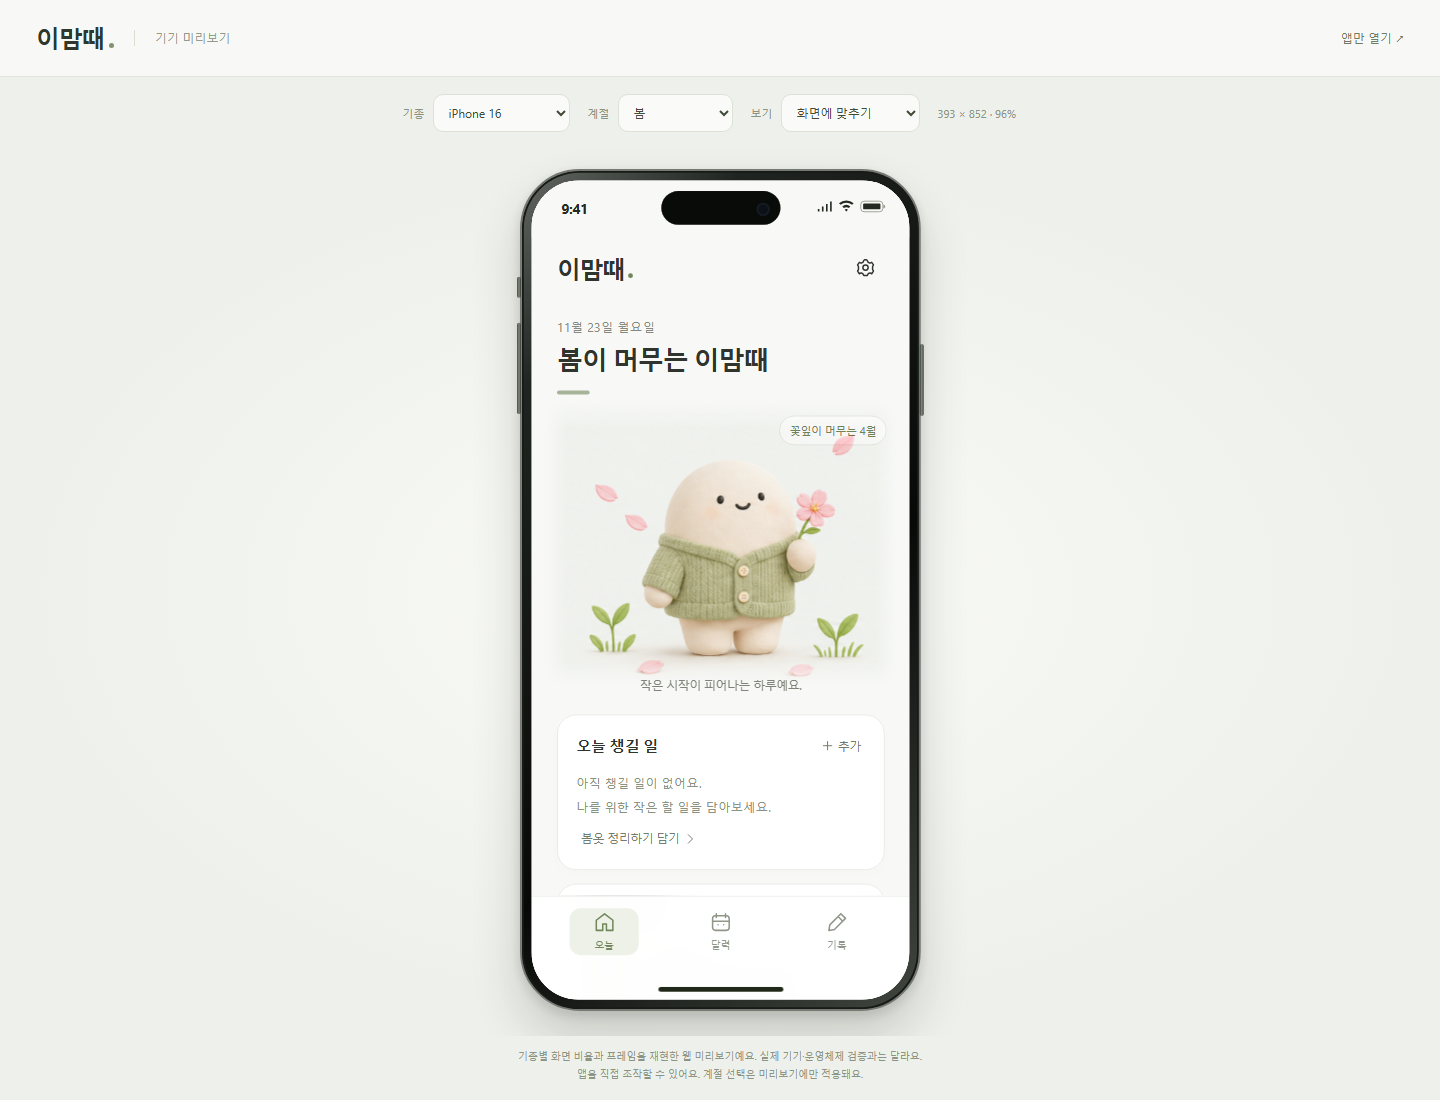 이맘때.
기기 미리보기
앱만 열기 ↗
기종 iPhone 16 계절 봄 보기 화면에 맞추기 393 × 852 · 96%
9:41
이맘때.
11월 23일 월요일
봄이 머무는 이맘때
꽃잎이 머무는 4월
작은 시작이 피어나는 하루예요.
오늘 챙길 일
+ 추가
아직 챙길 일이 없어요.
나를 위한 작은 할 일을 담아보세요.
봄옷 정리하기 담기 >
오늘 달력 기록
기종별 화면 비율과 프레임을 재현한 웹 미리보기예요. 실제 기기·운영체제 검증과는 달라요.
앱을 직접 조작할 수 있어요. 계절 선택은 미리보기에만 적용돼요.